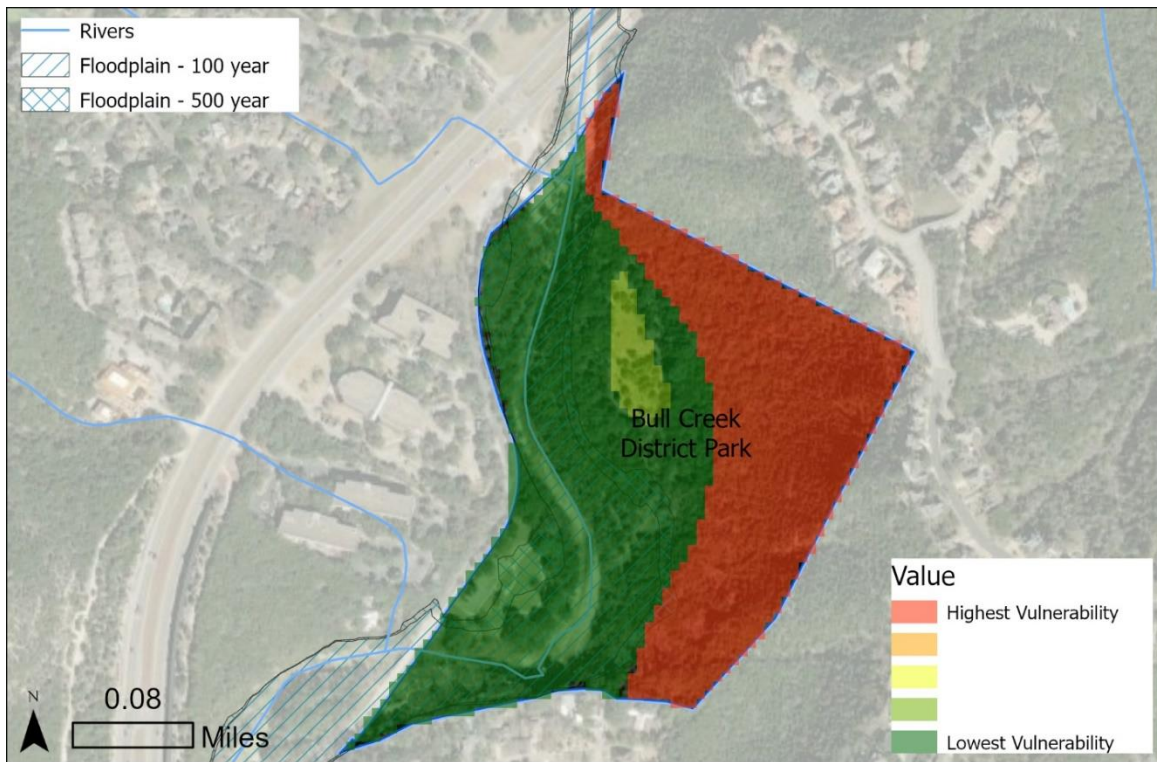 Rivers
Floodplain - 100 year
Floodplain - 500 year
Bull Creek
District Park
Value
Highest Vulnerability
Lowest Vulnerability
N
0.08
Miles